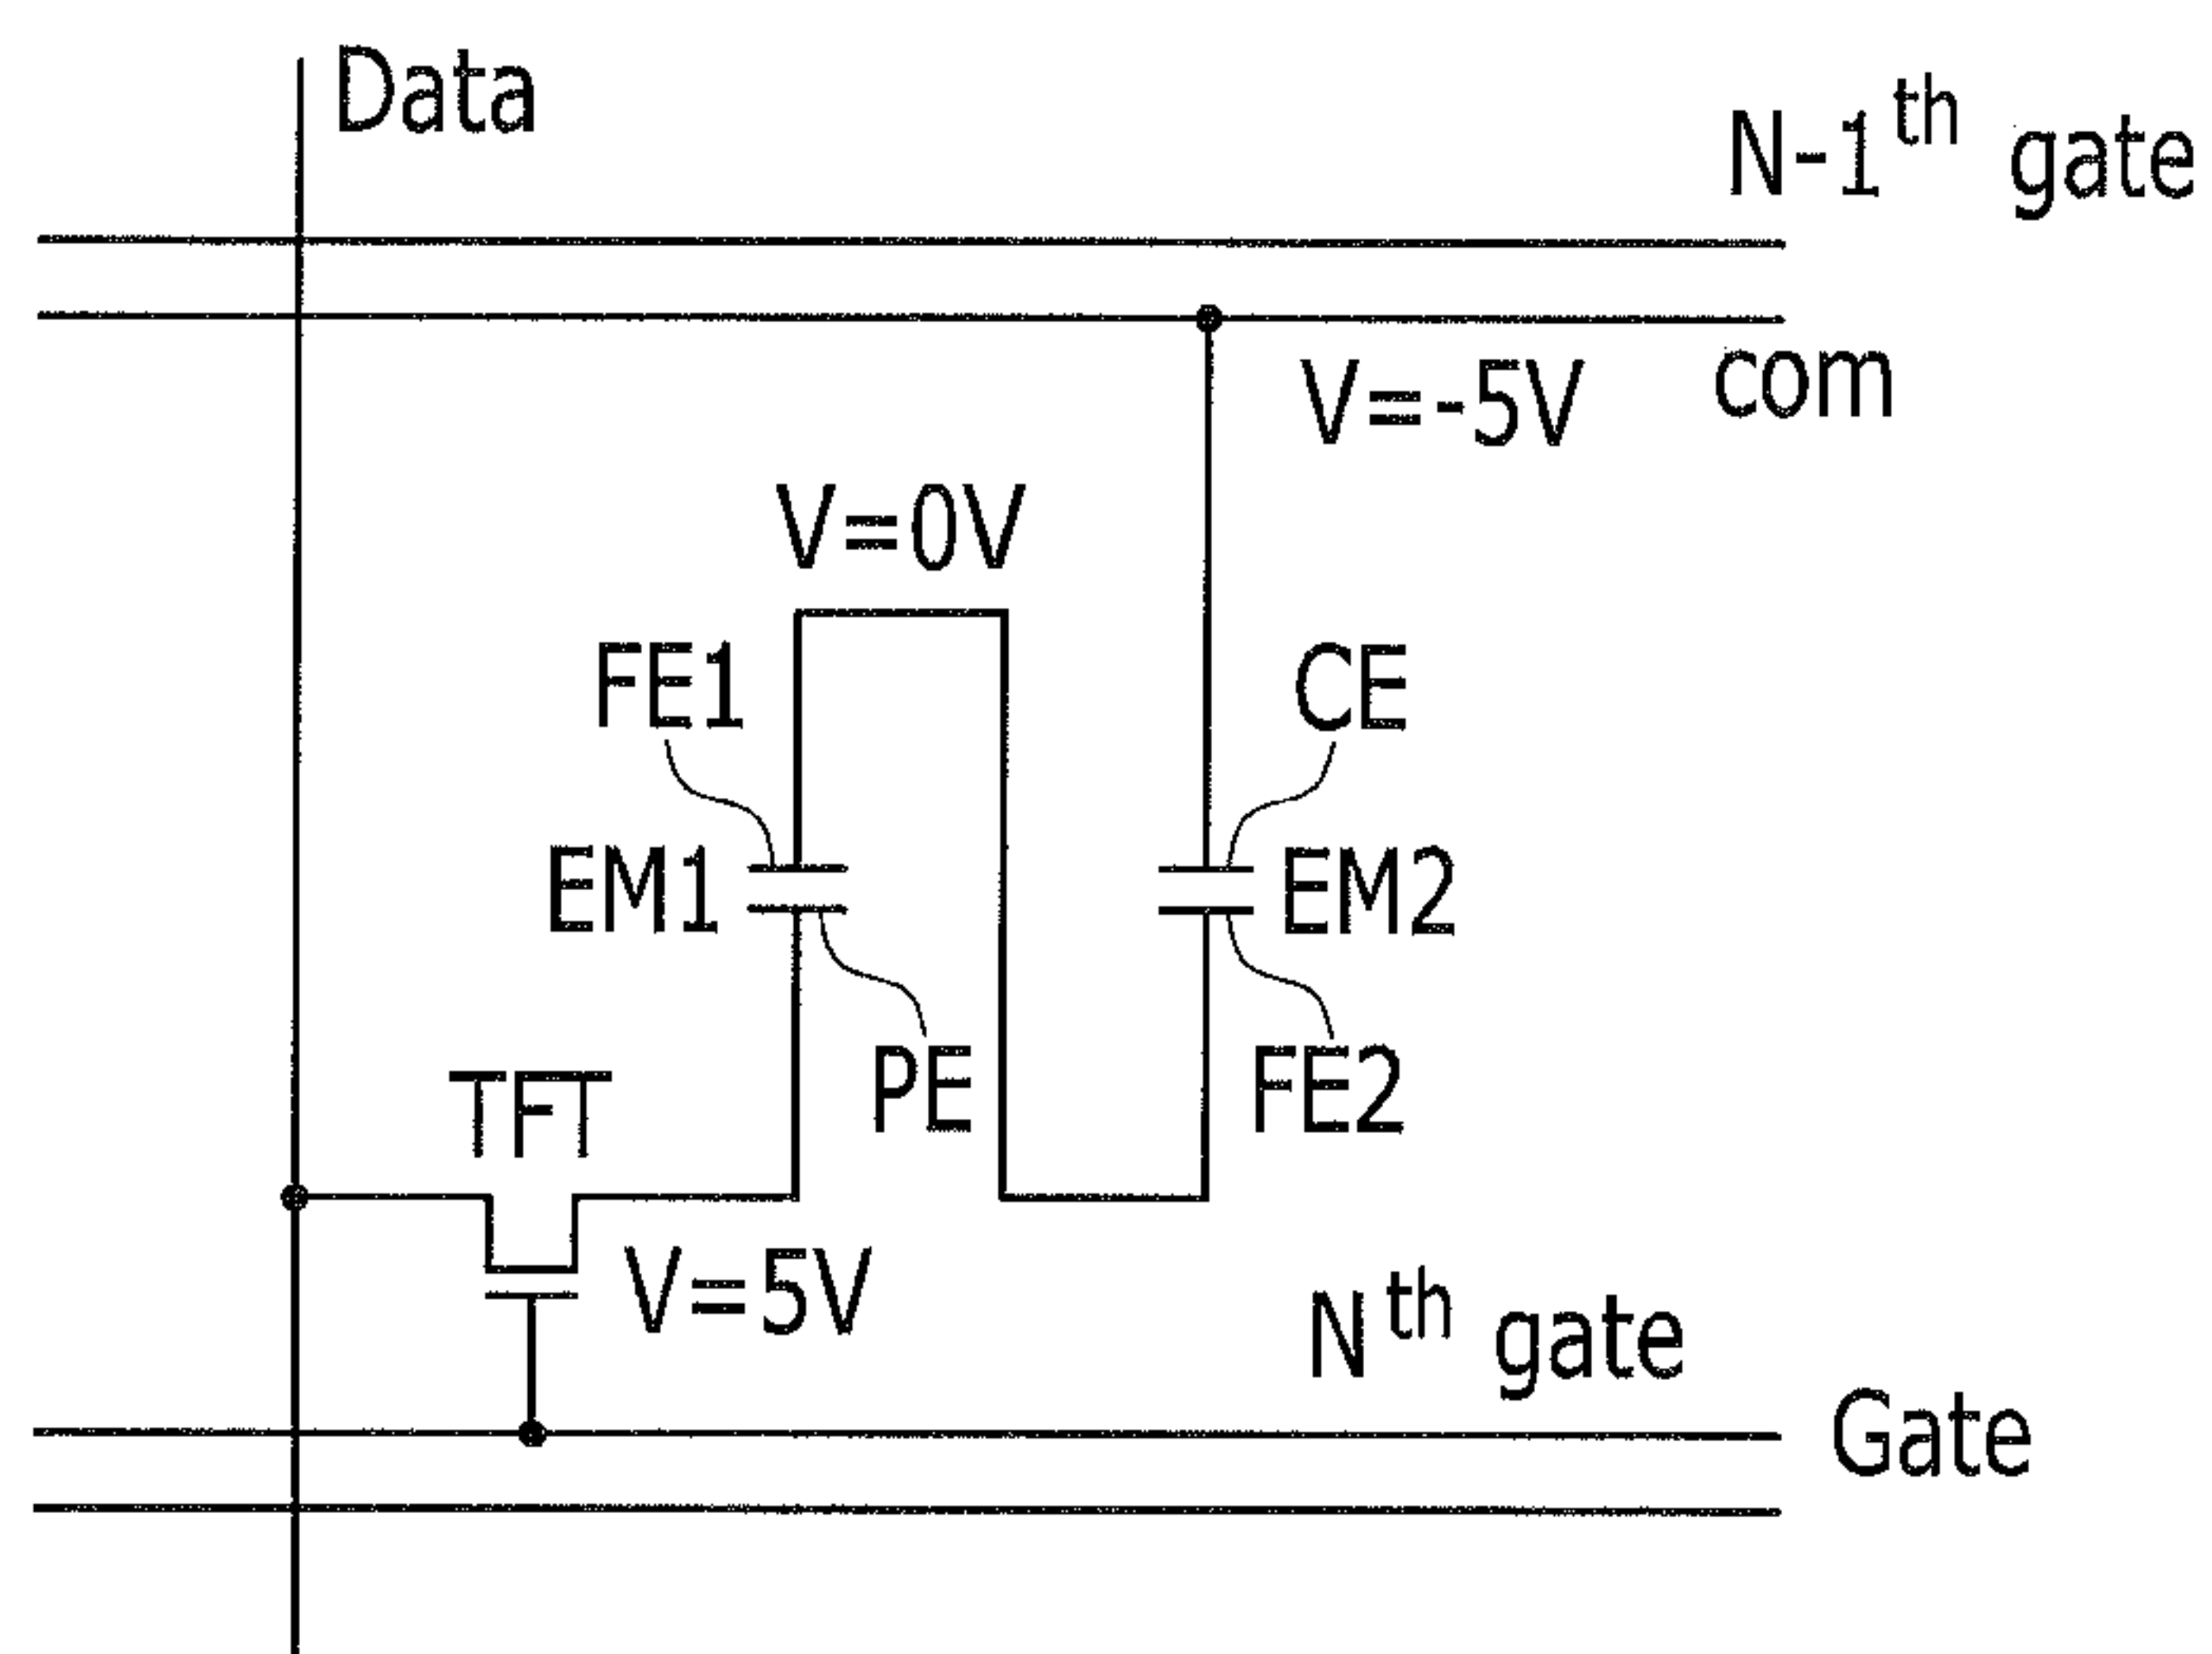 Data
N-1th gate
com
V=-5V
V=0V
FE1
CE
EM1
EM2
PE
FE2
TFT
V=5V
Nth gate
Gate